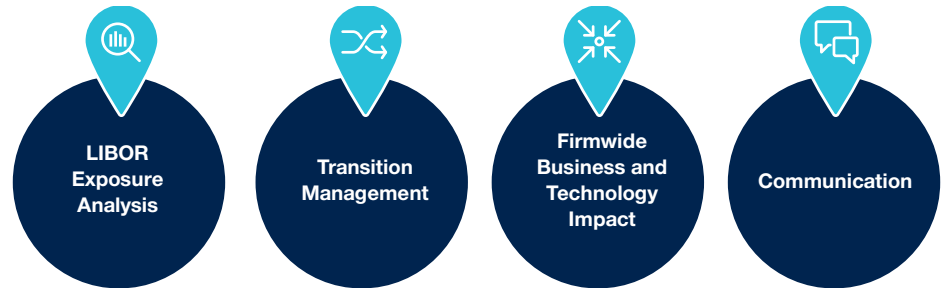 LIBOR
Exposure
Analysis
Transition
Management
Firmwide
Business and
Technology
Impact
Communication